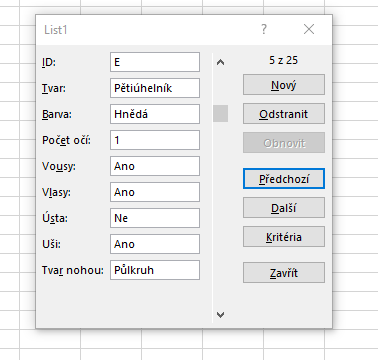 List1
? ×
ID: E
Tvar: Pětiúhelník
Barva: Hnědá
Počet očí: 1
Vousy: Ano
Vlasy: Ano
Ústa: Ne
Uši: Ano
Tvar nohou: Půlkruh
5 z 25
Nový
Odstranit
Obnovit
Předchozí
Další
Kritéria
Zavřít